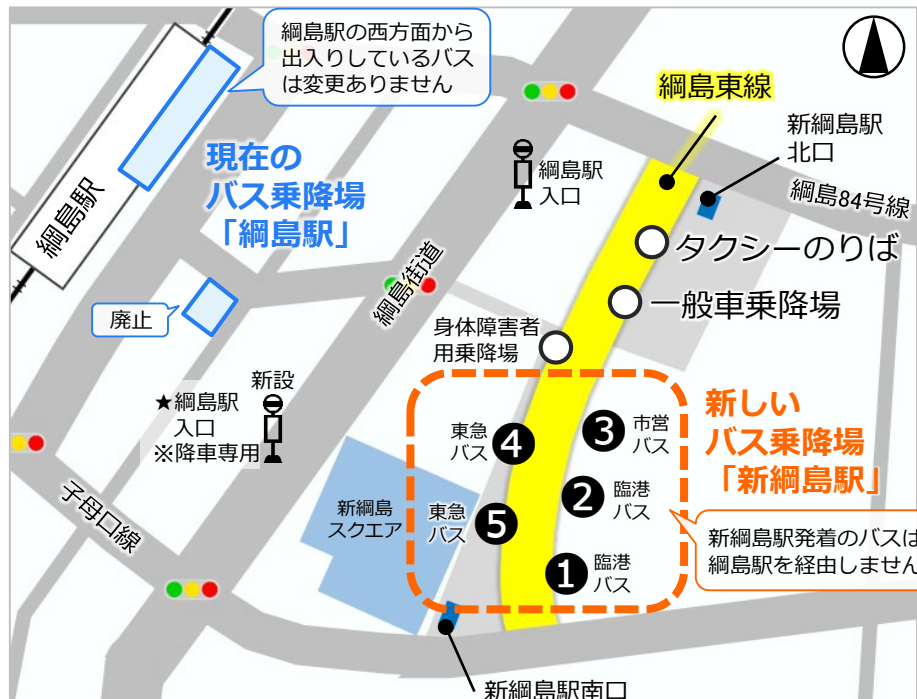 綱島駅の西方面から
出入りしているバス
は変更ありません
綱島東線
新綱島駅
北口
綱島84号線
現在の
バス乗降場
「綱島駅」
綱島駅
綱島駅
入口
タクシーのりば
一般車乗降場
綱島街道
廃止
身体障害者
用乗降場
新設
★綱島駅
入口
※降車専用
新しい
バス乗降場
「新綱島駅」
東急
バス
4
3
市営
バス
2
臨港
バス
東急
バス
5
1
臨港
バス
新綱島
スクエア
子母口線
新綱島駅発着のバスは
綱島駅を経由しません
新綱島駅南口